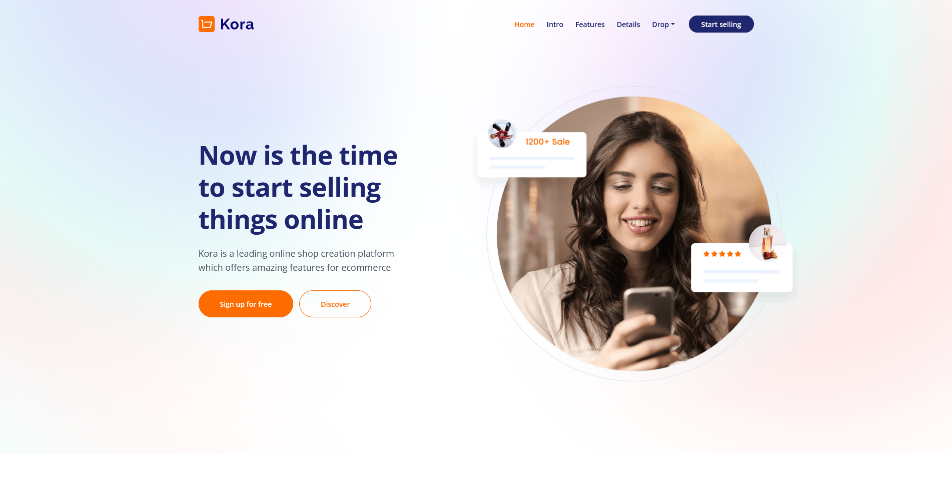 Kora
Home Intro Features Details Drop Start selling
1200+ Sale
Now is the time
to start selling
things online
Kora is a leading online shop creation platform
which offers amazing features for ecommerce
Sign up for free Discover